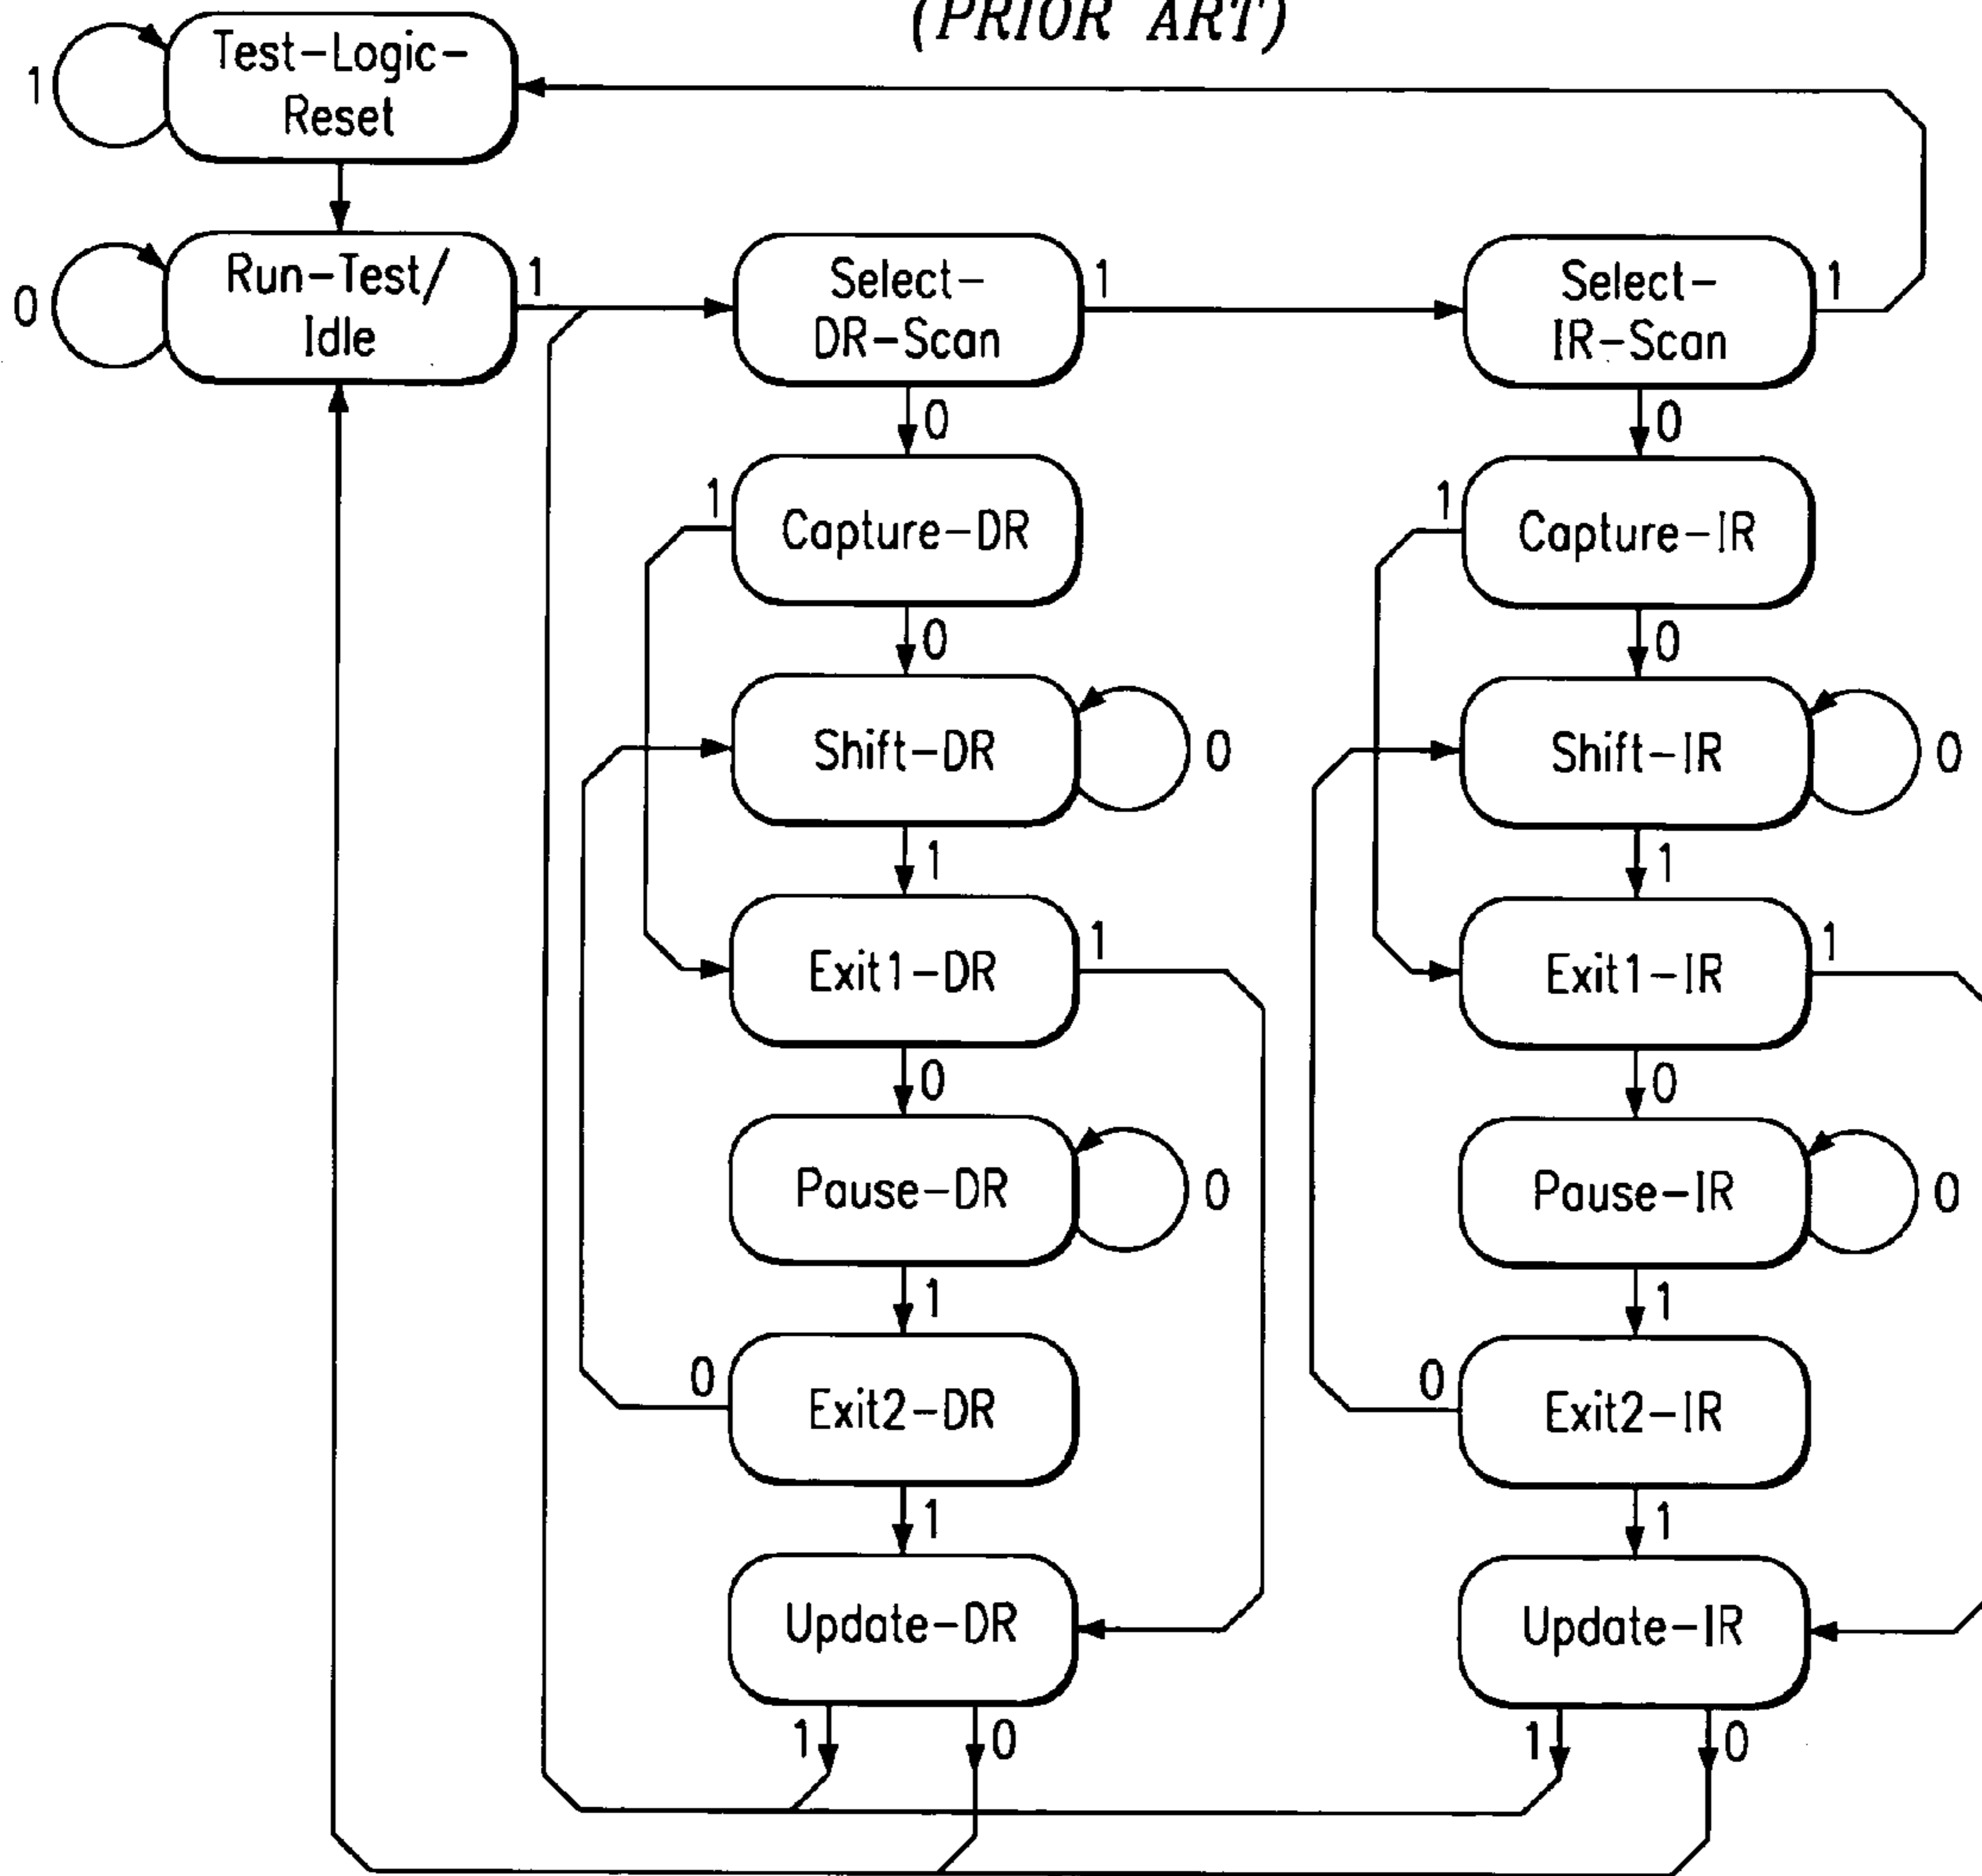 (PRIOR ART)
Test-Logic-
Reset
1
Run-Test/
Idle
0
1
Select-
DR-Scan
1
Select-
IR-Scan
1
0
0
1
Capture-DR
1
Capture-IR
0
0
Shift-DR
0
Shift-IR
0
1
1
Exit1-DR
1
Exit1-IR
1
0
0
Pause-DR
0
Pause-IR
0
1
1
0
Exit2-DR
0
Exit2-IR
1
1
Update-DR
Update-IR
1
0
1
0